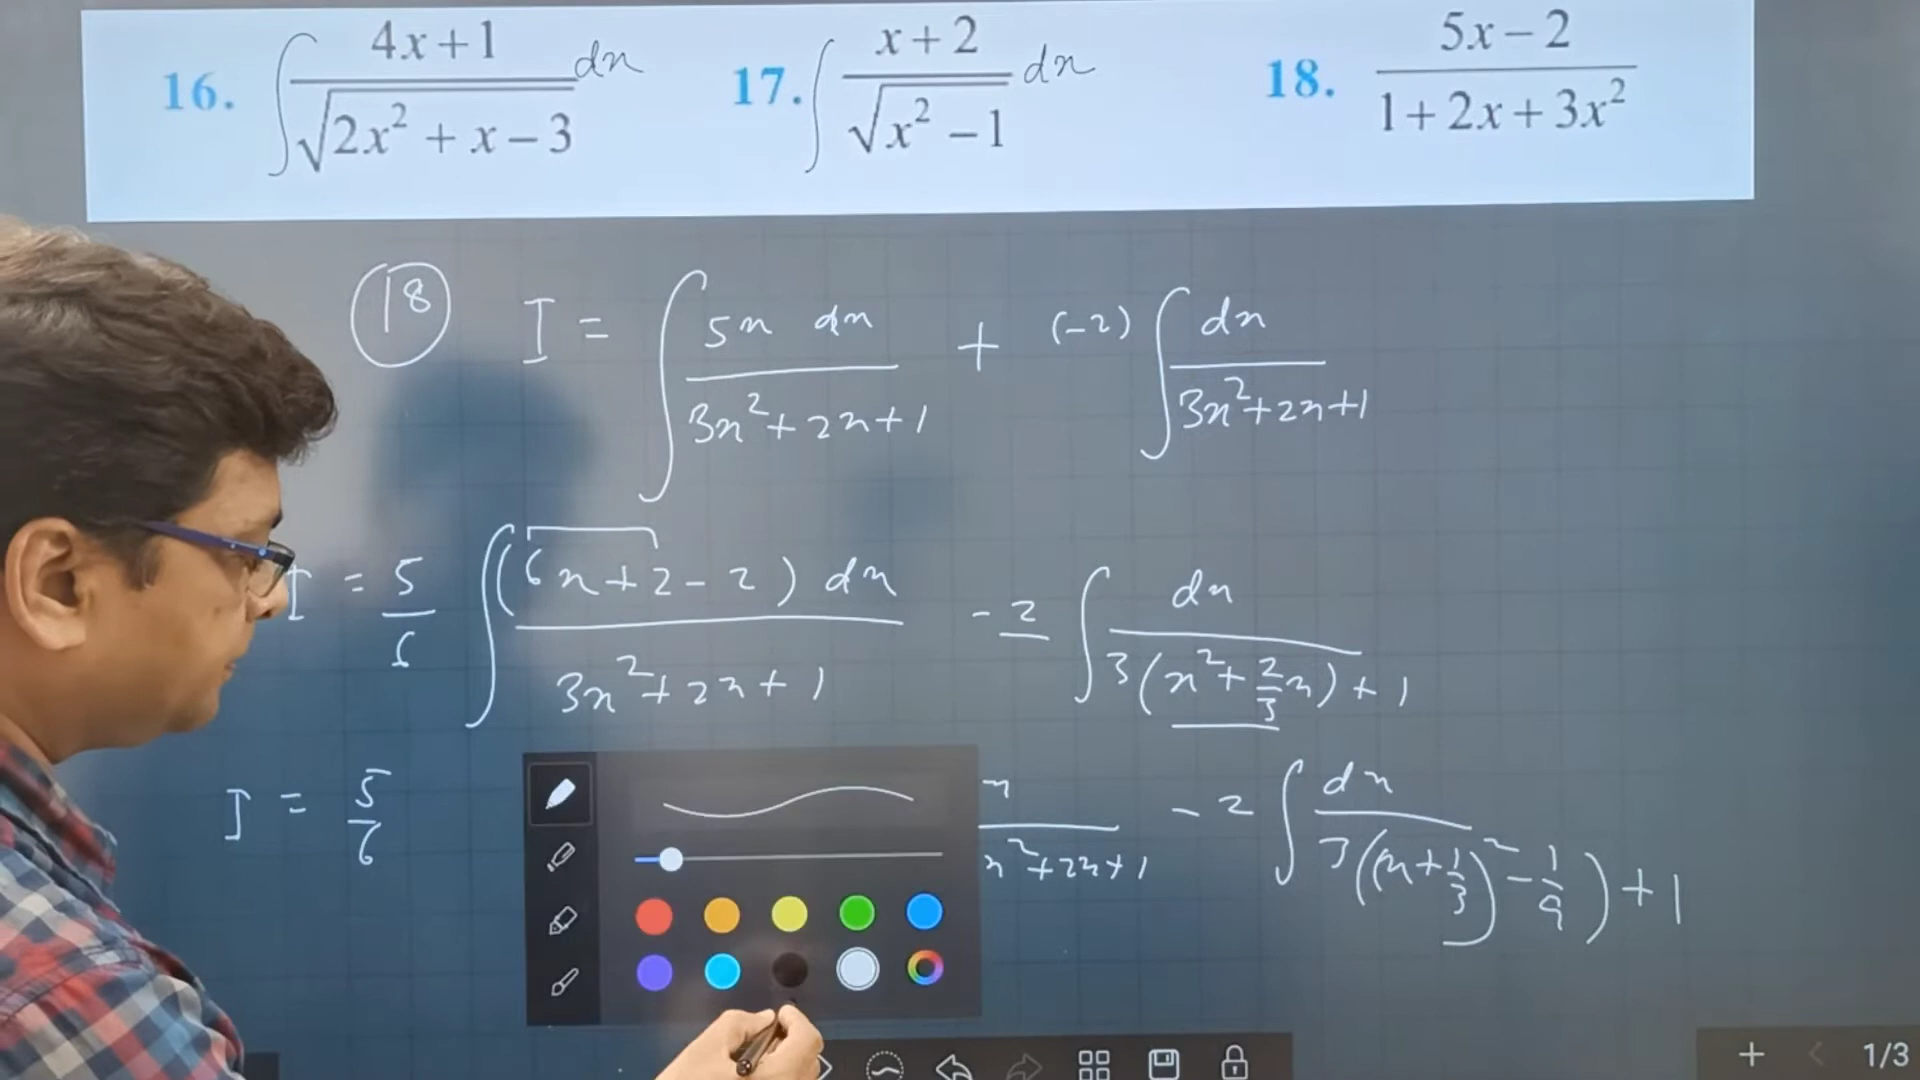 16. ∫ 4x+1 / √(2x² + x − 3) dx 17. ∫ x+2 / √(x² − 1) dx 18. 5x − 2 / 1+2x+3x²
(18) I = ∫ 5x dx / 3x²+2x+1 + (−2) ∫ dx / 3x²+2x+1
I = 5/6 ∫ (6x+2−2) dx / 3x²+2x+1 − 2 ∫ dx / 3(x²+2/3x)+1
I = 5/6 x²+2x+1 − 2 ∫ dx / 3((x+1/3)² − 1/9)+1
1/3